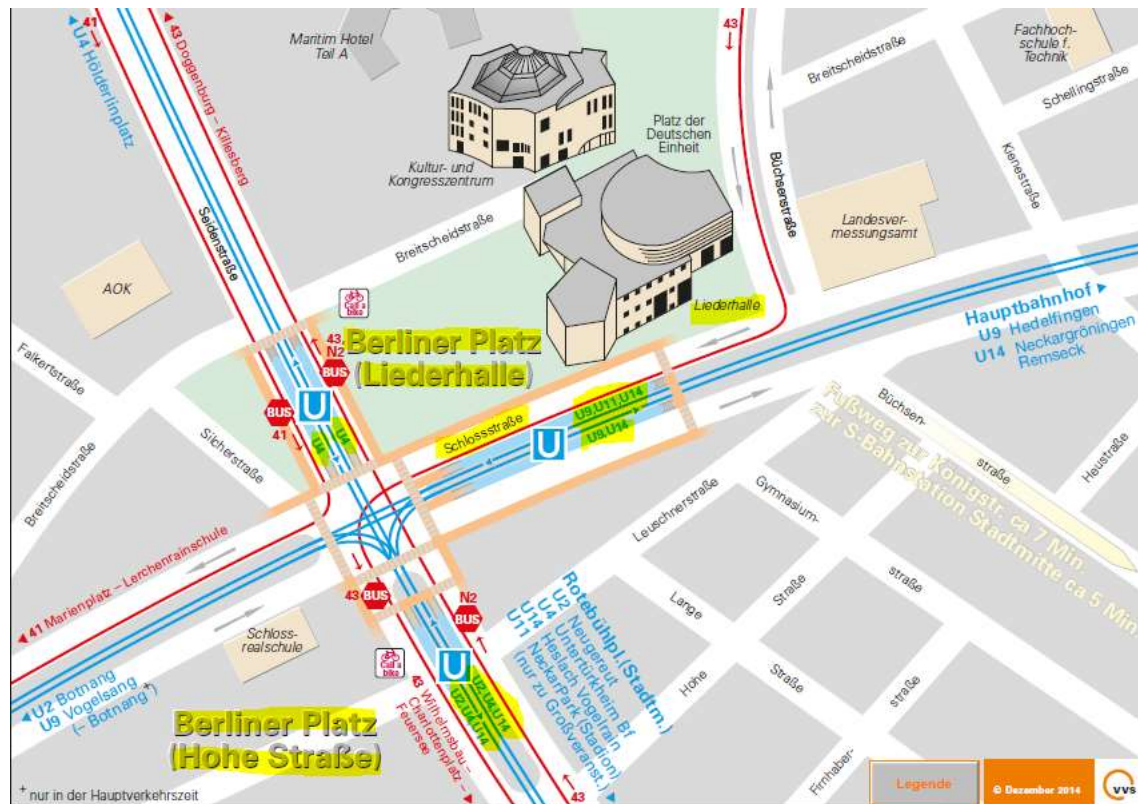 41
U4 Hölderlinplatz
43 Doggenburg – Killesberg
Maritim Hotel
Teil A
43
Breitscheidstraße
Fachhoch-
schule f.
Technik
Schellingstraße
Platz der
Deutschen
Einheit
Kultur- und
Kongresszentrum
Büchsenstraße
Kienestraße
Seidenstraße
Breitscheidstraße
Landesver-
messungsamt
AOK
Liederhalle
Hauptbahnhof
U9 Hedelfingen
U14 Neckargröningen
Remseck
Call a
bike
43,
N2
BUS
Berliner Platz
(Liederhalle)
Falkertstraße
BUS
41
U
U4
U4
Schlossstraße
U9,U11,U14
U9,U14
U
Büchsen-
straße
Fußweg zur Königstr. ca 7 Min.
zur S-Bahnstation Stadtmitte ca 5 Min
Heustraße
Silcherstraße
Breitscheidstraße
Leuschnerstraße
Gymnasium-
straße
41 Marienplatz – Lerchenrainschule
43
BUS
N2
BUS
Schloss-
realschule
Call a
bike
U
U2,U4,U14
U2,U4,U14
Rotebühlpl.(Stadtm.)
U2 Neugereut
U4 Untertürkheim Bf
U14 Heslach Vogelrain
U11 NeckarPark (Stadion)
(nur zu Großveranst.)
Lange
Straße
Hohe
Straße
straße
Firnhaber-
U2 Botnang
U9 Vogelsang
(– Botnang⁺)
Berliner Platz
(Hohe Straße)
43 Wilhelmsbau –
Charlottenplatz –
Feuersee
43
+ nur in der Hauptverkehrszeit
Legende
© Dezember 2014
vvs